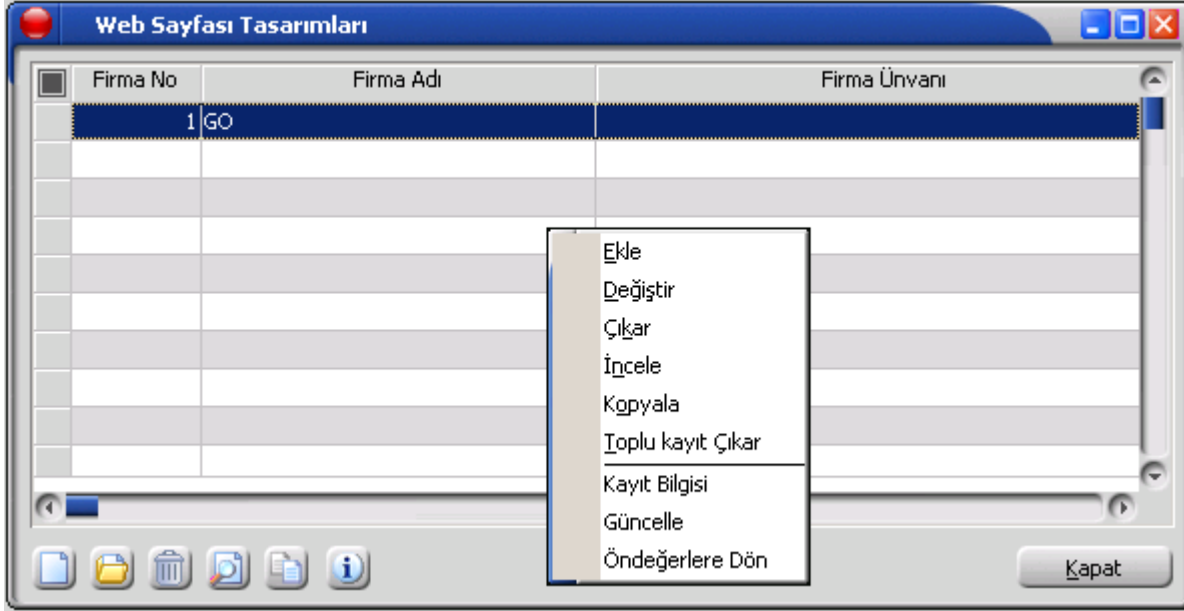 Web Sayfası Tasarımları
Firma No Firma Adı Firma Ünvanı
1 GO
Ekle
Değiştir
Çıkar
İncele
Kopyala
Toplu kayıt Çıkar
Kayıt Bilgisi
Güncelle
Öndeğerlere Dön
Kapat